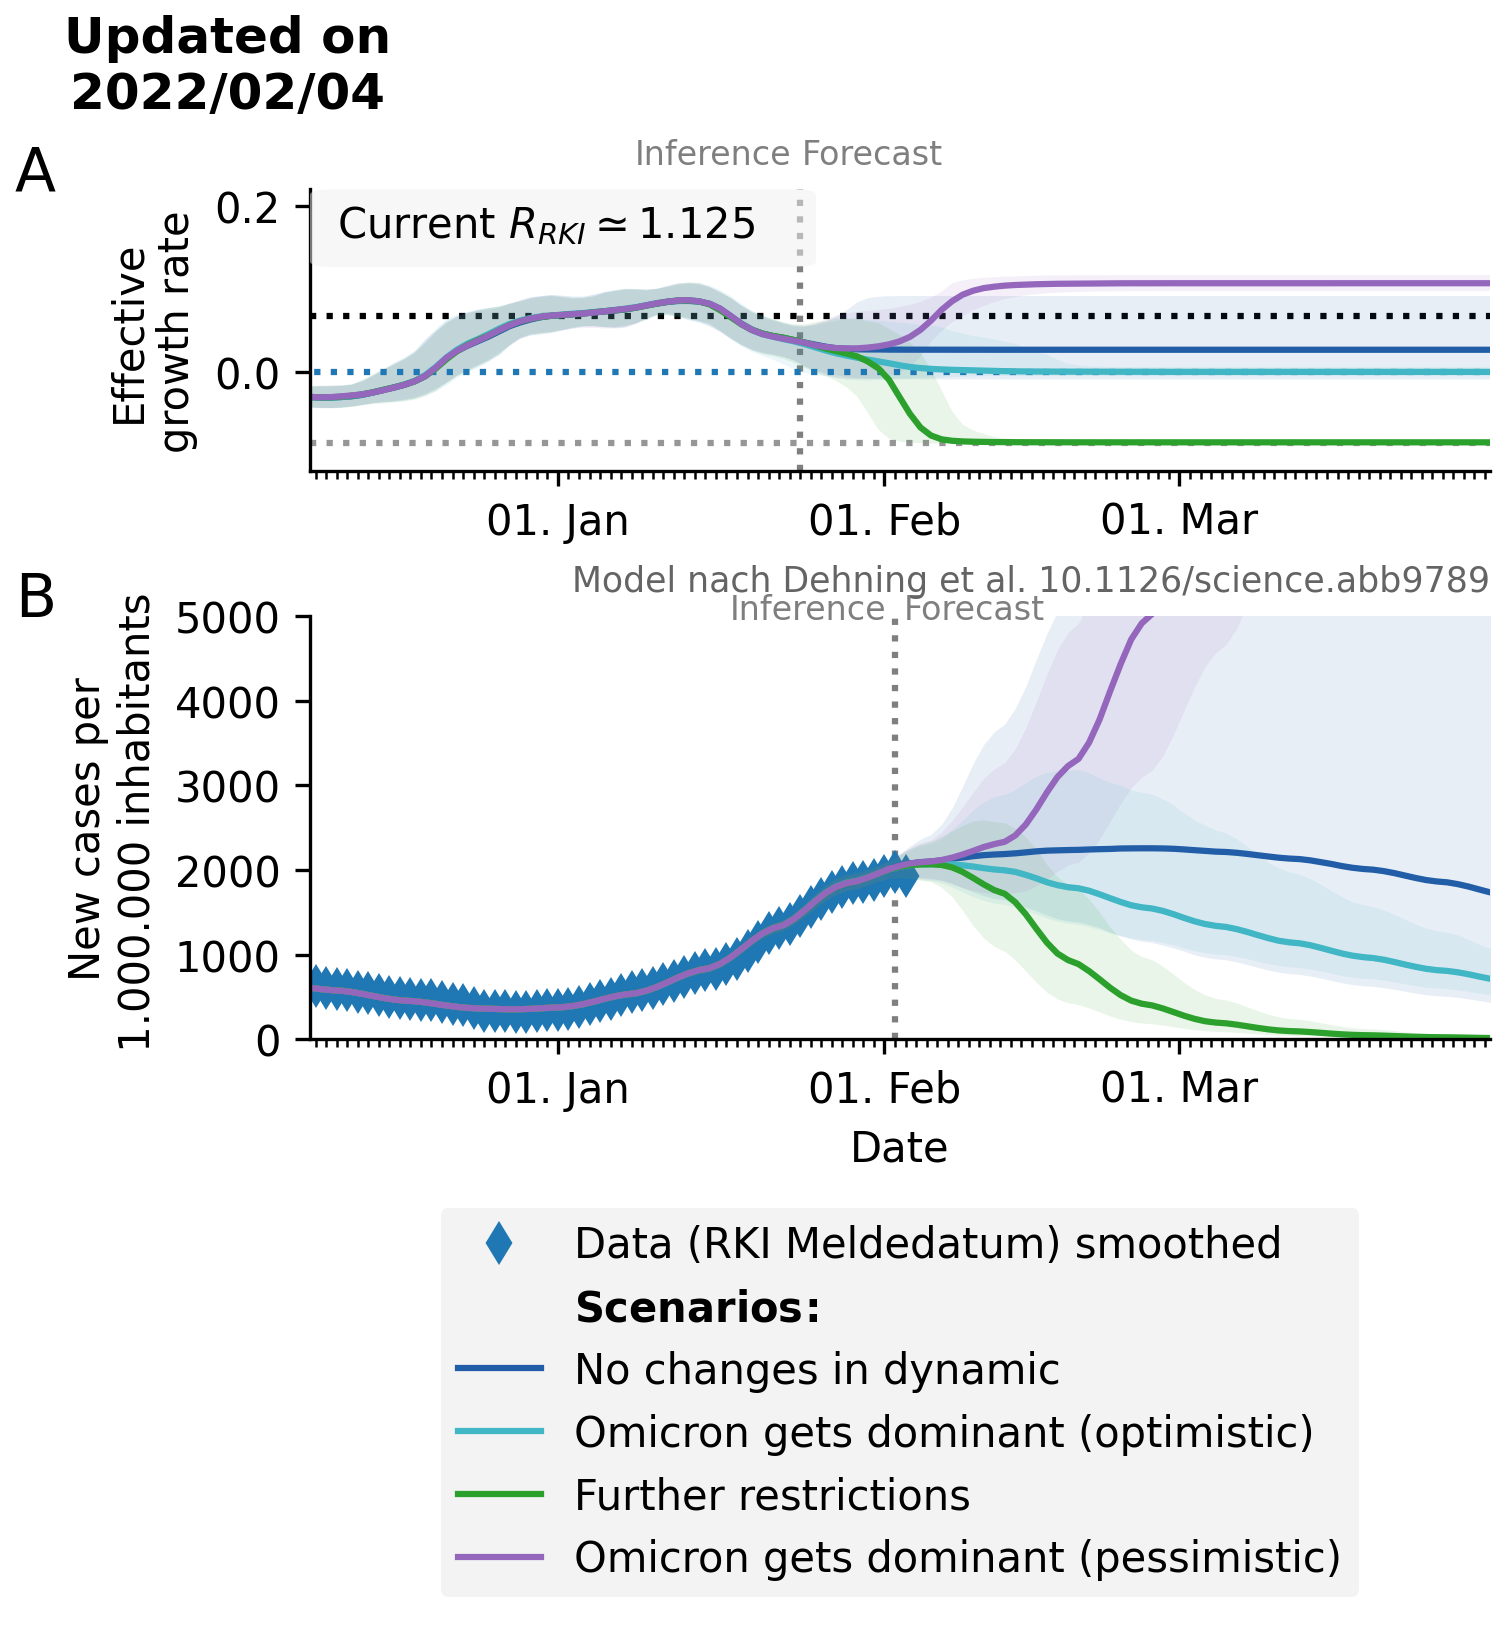 Updated on
2022/02/04
A
Inference Forecast
Effective
growth rate
Current R_RKI ≃ 1.125
0.2
0.0
01. Jan
01. Feb
01. Mar
B
Model nach Dehning et al. 10.1126/science.abb9789
Inference Forecast
New cases per
1.000.000 inhabitants
5000
4000
3000
2000
1000
0
01. Jan
01. Feb
01. Mar
Date
Data (RKI Meldedatum) smoothed
Scenarios:
No changes in dynamic
Omicron gets dominant (optimistic)
Further restrictions
Omicron gets dominant (pessimistic)